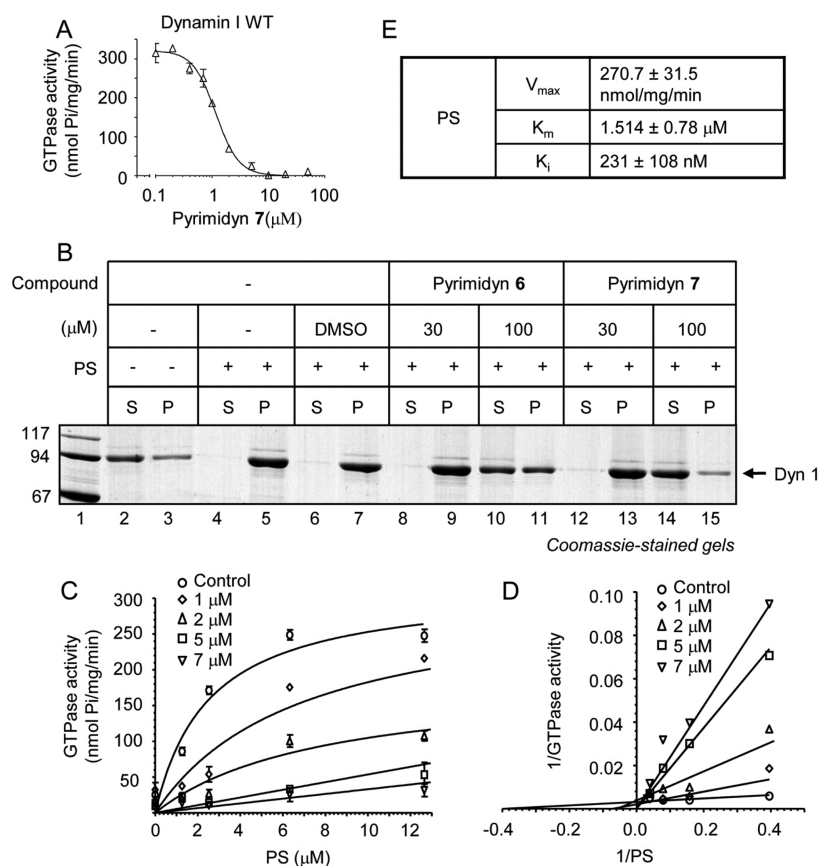 A
Dynamin I WT
GTPase activity
(nmol Pi/mg/min)
300
200
100
0
0.1 1 10 100
Pyrimidyn 7(μM)
E
PS
Vmax
270.7 ± 31.5
nmol/mg/min
Km
1.514 ± 0.78 μM
Ki
231 ± 108 nM
B
Compound - Pyrimidyn 6 Pyrimidyn 7
(μM) - - DMSO 30 100 30 100
PS - - + + + + + + + + + + + +
S P S P S P S P S P S P S P
117
94
67
Dyn 1
1 2 3 4 5 6 7 8 9 10 11 12 13 14 15
Coomassie-stained gels
C
Control
1 μM
2 μM
5 μM
7 μM
GTPase activity
(nmol Pi/mg/min)
300
250
200
150
100
50
0 2 4 6 8 10 12
PS (μM)
D
Control
1 μM
2 μM
5 μM
7 μM
1/GTPase activity
0.10
0.08
0.06
0.04
0.02
-0.4 -0.2 0.0 0.2 0.4
1/PS